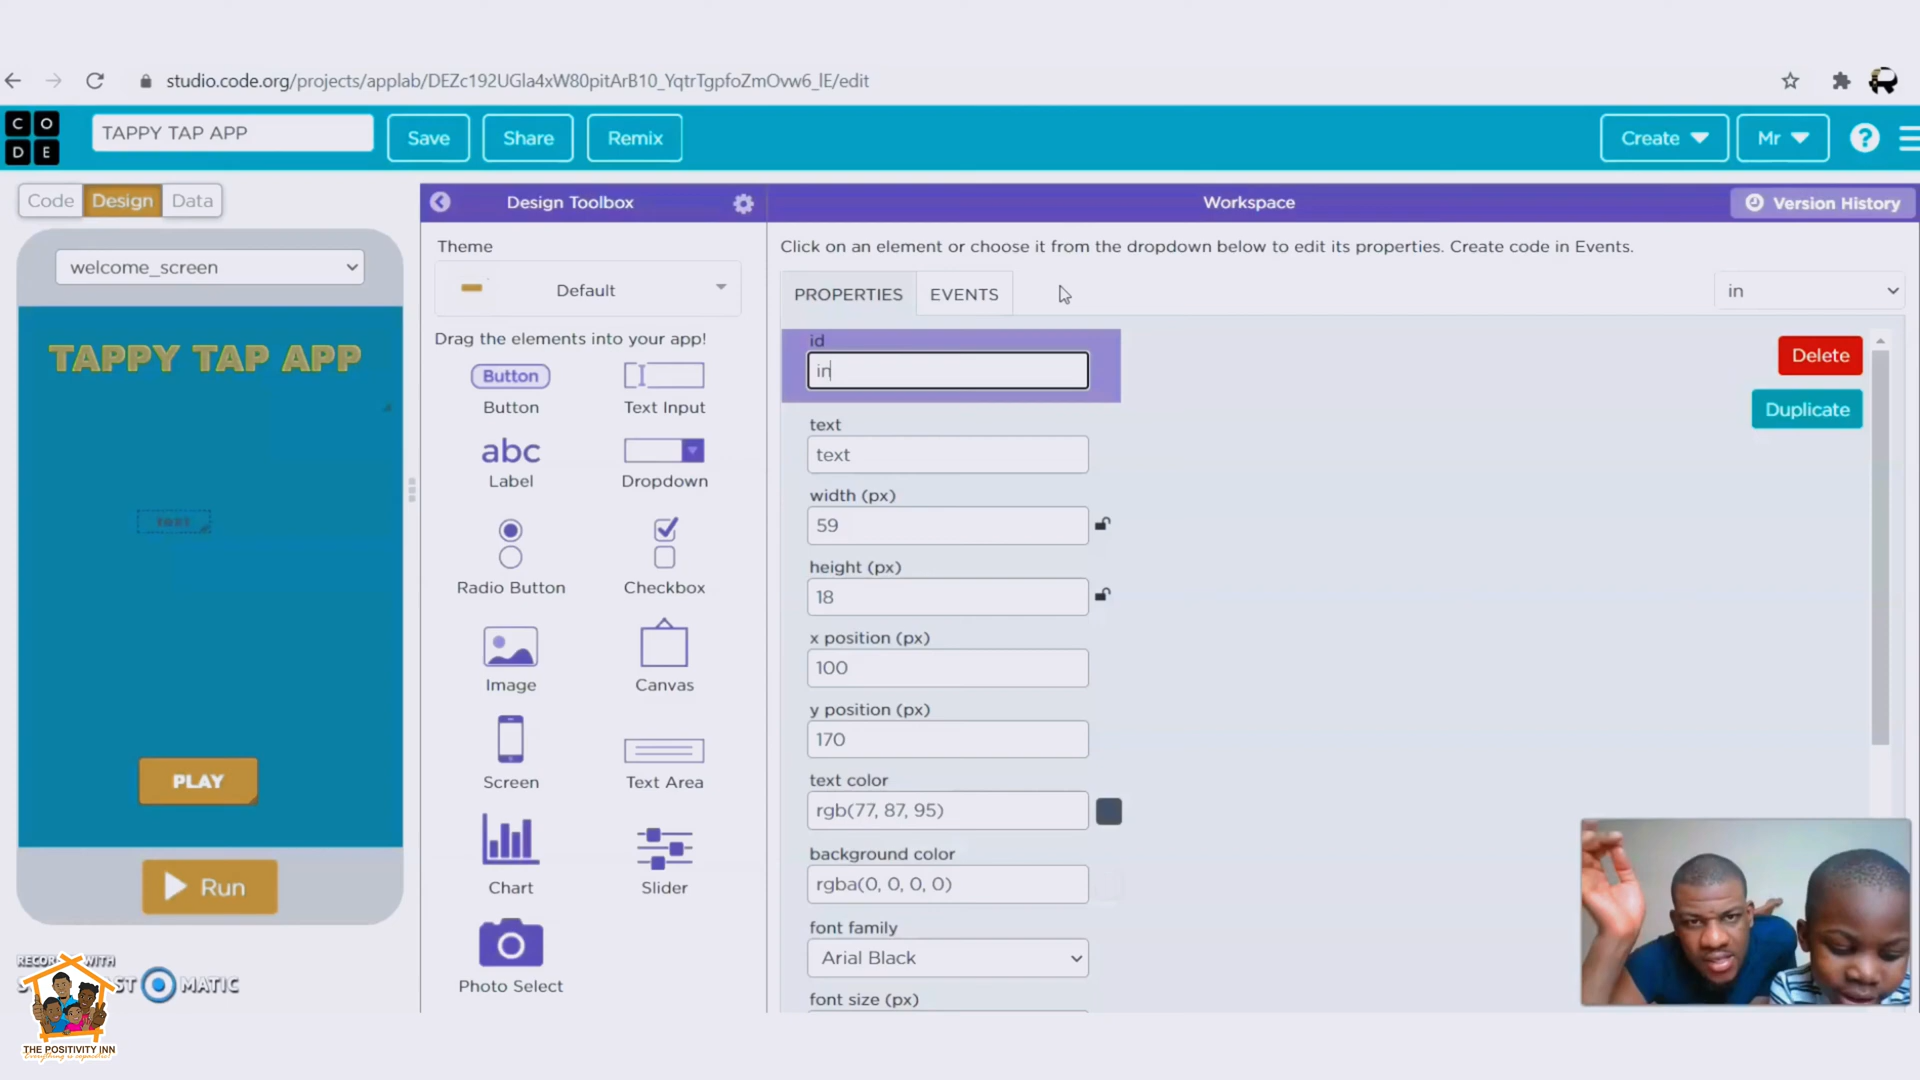 studio.code.org/projects/applab/DEZc192UGla4xW80pitArB10_YqtrTgpfoZmOvw6_lE/edit
C O D E
TAPPY TAP APP
Save
Share
Remix
Create
Mr
?
Code
Design
Data
Design Toolbox
Workspace
Version History
welcome_screen
TAPPY TAP APP
text
PLAY
Run
Theme
Default
Drag the elements into your app!
Button
Button
Text Input
abc
Label
Dropdown
Radio Button
Checkbox
Image
Canvas
Screen
Text Area
Chart
Slider
Photo Select
Click on an element or choose it from the dropdown below to edit its properties. Create code in Events.
PROPERTIES
EVENTS
in
Delete
Duplicate
id
in
text
text
width (px)
59
height (px)
18
x position (px)
100
y position (px)
170
text color
rgb(77, 87, 95)
background color
rgba(0, 0, 0, 0)
font family
Arial Black
font size (px)
RECORDED WITH
MATIC
THE POSITIVITY INN